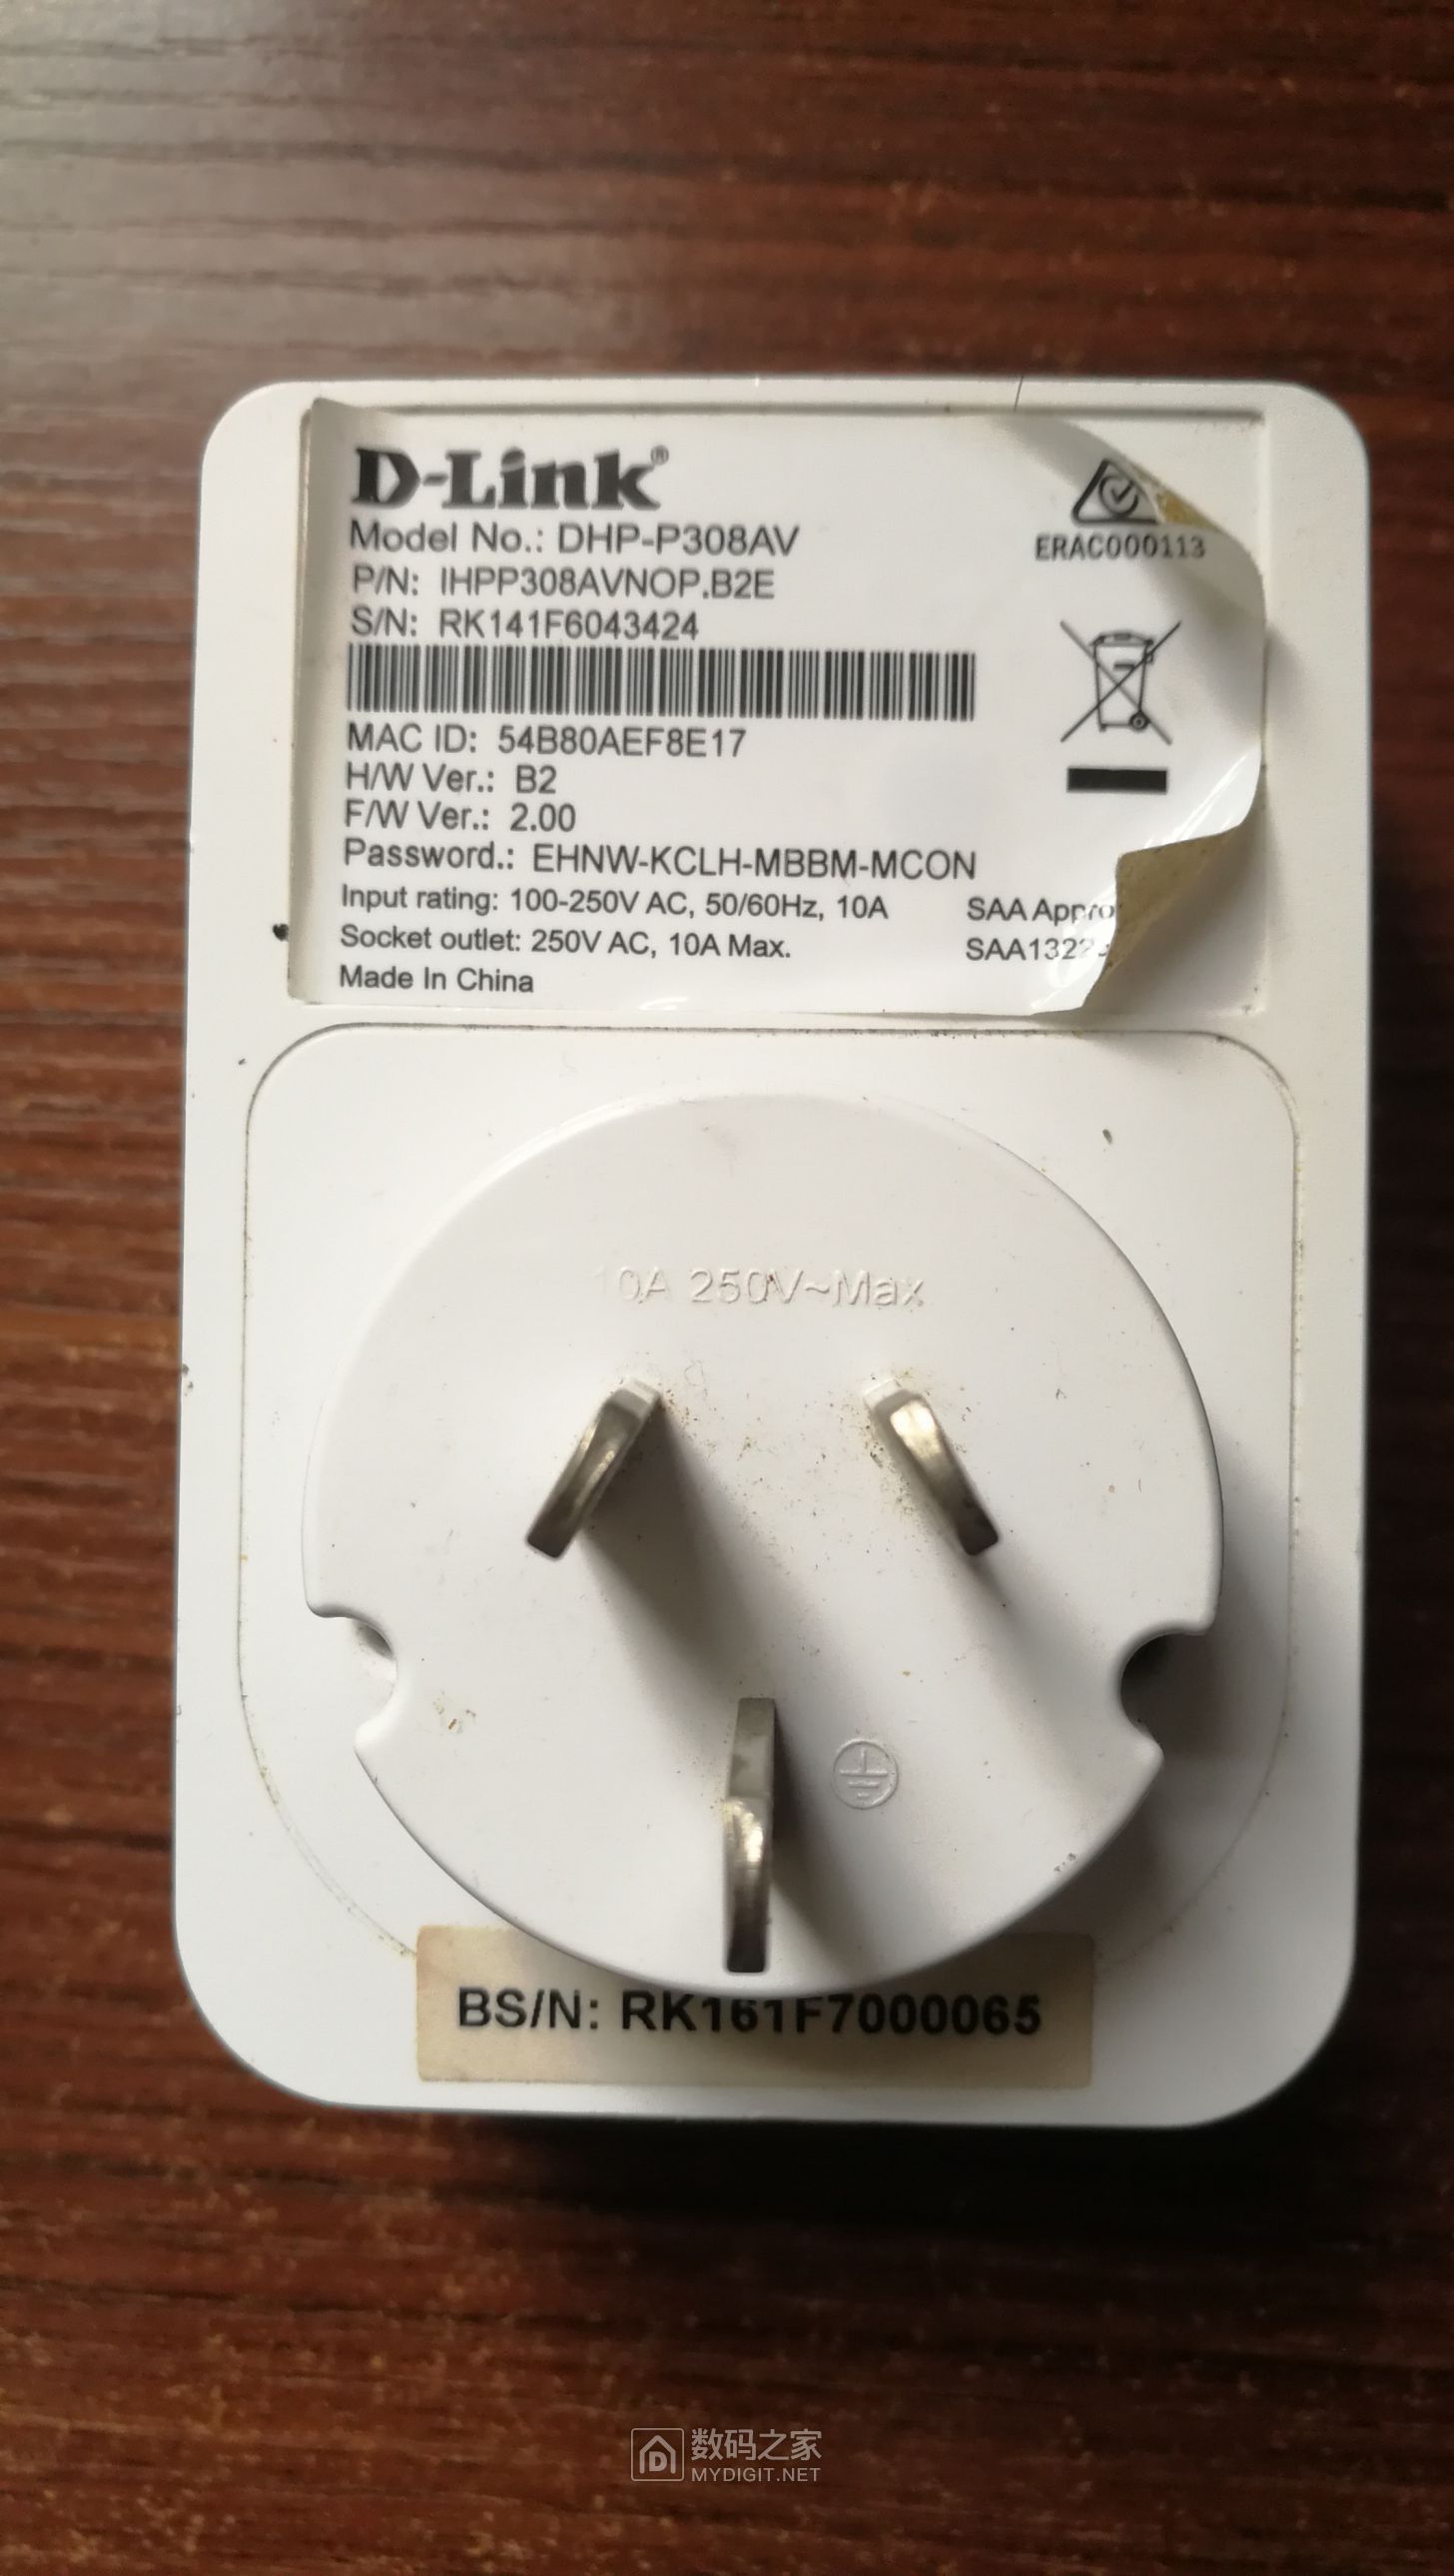 D-Link®
Model No.: DHP-P308AV
P/N: IHPP308AVNOP.B2E
S/N: RK141F6043424
ERAC000113
MAC ID: 54B80AEF8E17
H/W Ver.: B2
F/W Ver.: 2.00
Password.: EHNW-KCLH-MBBM-MCON
Input rating: 100-250V AC, 50/60Hz, 10A
SAA Appro
Socket outlet: 250V AC, 10A Max.
Made In China
10A 250V~Max
BS/N: RK161F7000065
数码之家
MYDIGIT.NET